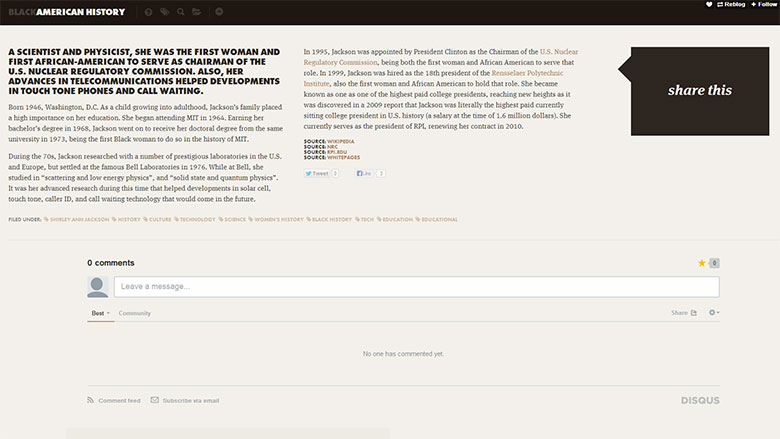 BLACKAMERICAN HISTORY
Reblog + Follow
A SCIENTIST AND PHYSICIST, SHE WAS THE FIRST WOMAN AND
FIRST AFRICAN-AMERICAN TO SERVE AS CHAIRMAN OF THE
U.S. NUCLEAR REGULATORY COMMISSION. ALSO, HER
ADVANCES IN TELECOMMUNICATIONS HELPED DEVELOPMENTS
IN TOUCH TONE PHONES AND CALL WAITING.
Born 1946, Washington, D.C. As a child growing into adulthood, Jackson's family placed
a high importance on her education. She began attending MIT in 1964. Earning her
bachelor's degree in 1968, Jackson went on to receive her doctoral degree from the same
university in 1973, being the first Black woman to do so in the history of MIT.
During the 70s, Jackson researched with a number of prestigious laboratories in the U.S.
and Europe, but settled at the famous Bell Laboratories in 1976. While at Bell, she
studied in “scattering and low energy physics”, and “solid state and quantum physics”.
It was her advanced research during this time that helped developments in solar cell,
touch tone, caller ID, and call waiting technology that would come in the future.
In 1995, Jackson was appointed by President Clinton as the Chairman of the U.S. Nuclear
Regulatory Commission, being both the first woman and African American to serve that
role. In 1999, Jackson was hired as the 18th president of the Rensselaer Polytechnic
Institute, also the first woman and African American to hold that role. She became
known as one as one of the highest paid college presidents, reaching new heights as it
was discovered in a 2009 report that Jackson was literally the highest paid currently
sitting college president in U.S. history (a salary at the time of 1.6 million dollars). She
currently serves as the president of RPI, renewing her contract in 2010.
SOURCE: WIKIPEDIA
SOURCE: NRC
SOURCE: RPI.EDU
SOURCE: WHITEPAGES
Tweet 0 Like 3
share this
FILED UNDER: SHIRLEY ANN JACKSON HISTORY CULTURE TECHNOLOGY SCIENCE WOMEN'S HISTORY BLACK HISTORY TECH EDUCATION EDUCATIONAL
0 comments
0
Leave a message...
Best Community Share
No one has commented yet.
Comment feed Subscribe via email DISQUS